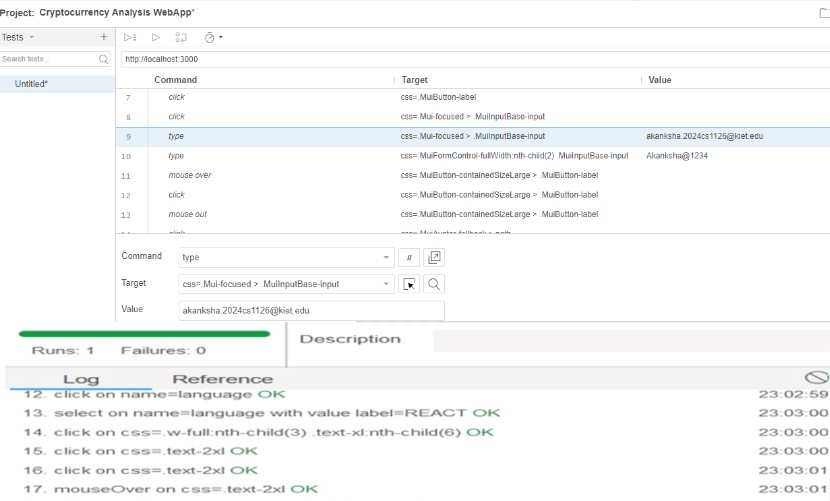 Project: Cryptocurrency Analysis WebApp*
Tests
Search tests...
Untitled*
http://localhost:3000
Command Target Value
7 click css=.MuiButton-label
8 click css=.Mui-focused > .MuiInputBase-input
9 type css=.Mui-focused > .MuiInputBase-input akanksha.2024cs1126@kiet.edu
10 type css=.MuiFormControl-fullWidth:nth-child(2) .MuiInputBase-input Akanksha@1234
11 mouse over css=.MuiButton-containedSizeLarge > .MuiButton-label
12 click css=.MuiButton-containedSizeLarge > .MuiButton-label
13 mouse out css=.MuiButton-containedSizeLarge > .MuiButton-label
Command type //
Target css=.Mui-focused > .MuiInputBase-input
Value akanksha.2024cs1126@kiet.edu
Runs: 1 Failures: 0 Description
Log Reference
12. click on name=language OK 23:02:59
13. select on name=language with value label=REACT OK 23:03:00
14. click on css=.w-full:nth-child(3) .text-xl:nth-child(6) OK 23:03:00
15. click on css=.text-2xl OK 23:03:00
16. click on css=.text-2xl OK 23:03:01
17. mouseOver on css=.text-2xl OK 23:03:01